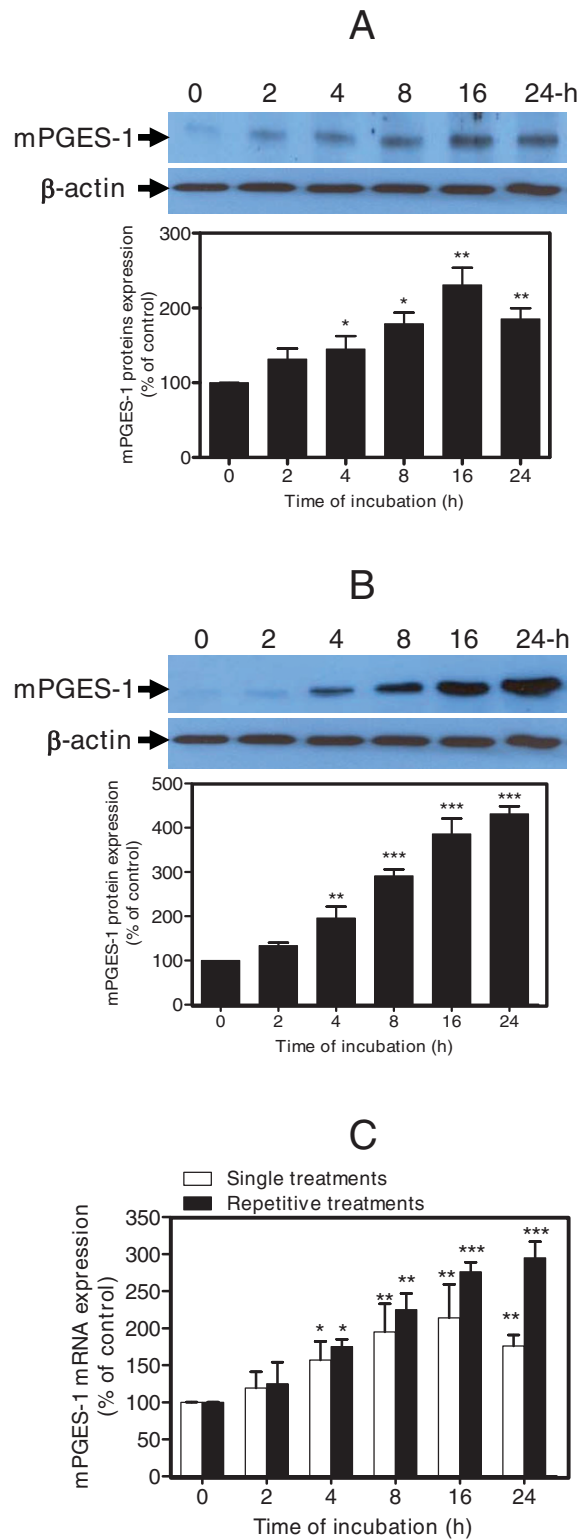 A
0 2 4 8 16 24-h
mPGES-1
β-actin
mPGES-1 proteins expression
(% of control)
300
200
100
0
* * ** **
0 2 4 8 16 24
Time of incubation (h)
B
0 2 4 8 16 24-h
mPGES-1
β-actin
mPGES-1 protein expression
(% of control)
500
400
300
200
100
0
** *** *** ***
0 2 4 8 16 24
Time of incubation (h)
C
Single treatments
Repetitive treatments
mPGES-1 mRNA expression
(% of control)
350
300
250
200
150
100
50
0
* * ** ** ** *** ** ***
0 2 4 8 16 24
Time of incubation (h)